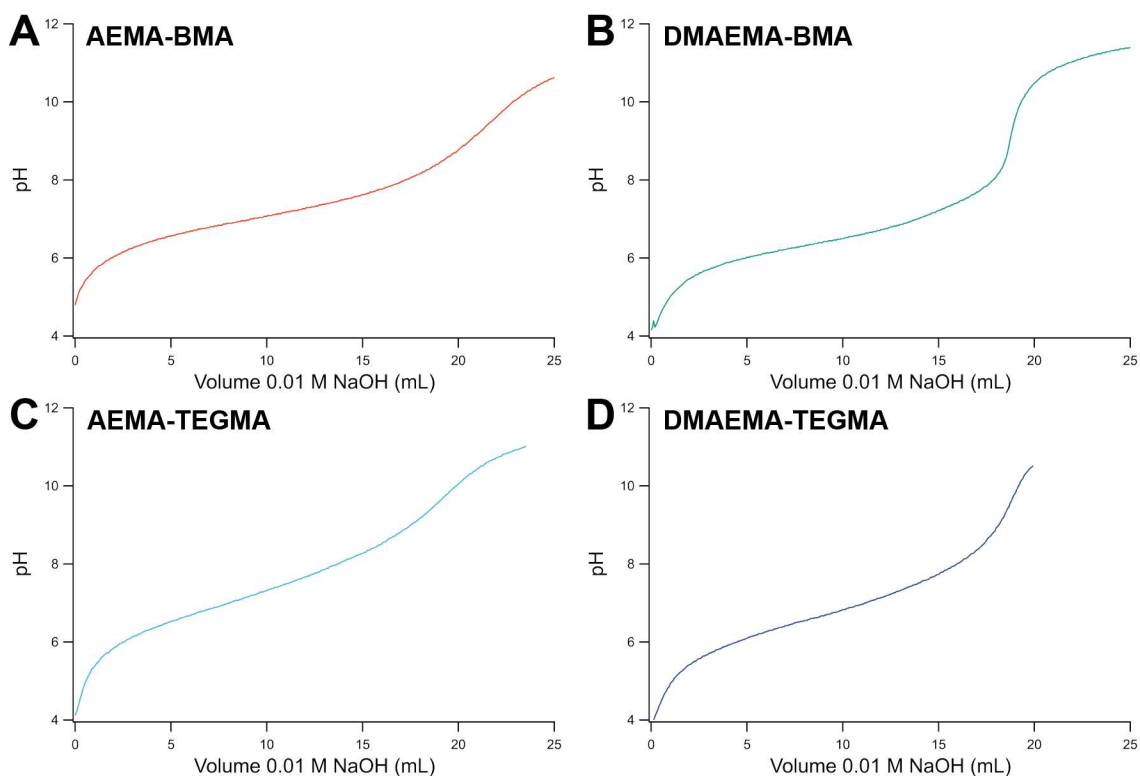 A AEMA-BMA
12
10
8
6
4
pH
0 5 10 15 20 25
Volume 0.01 M NaOH (mL)
B DMAEMA-BMA
12
10
8
6
4
pH
0 5 10 15 20 25
Volume 0.01 M NaOH (mL)
C AEMA-TEGMA
12
10
8
6
4
pH
0 5 10 15 20 25
Volume 0.01 M NaOH (mL)
D DMAEMA-TEGMA
12
10
8
6
4
pH
0 5 10 15 20 25
Volume 0.01 M NaOH (mL)